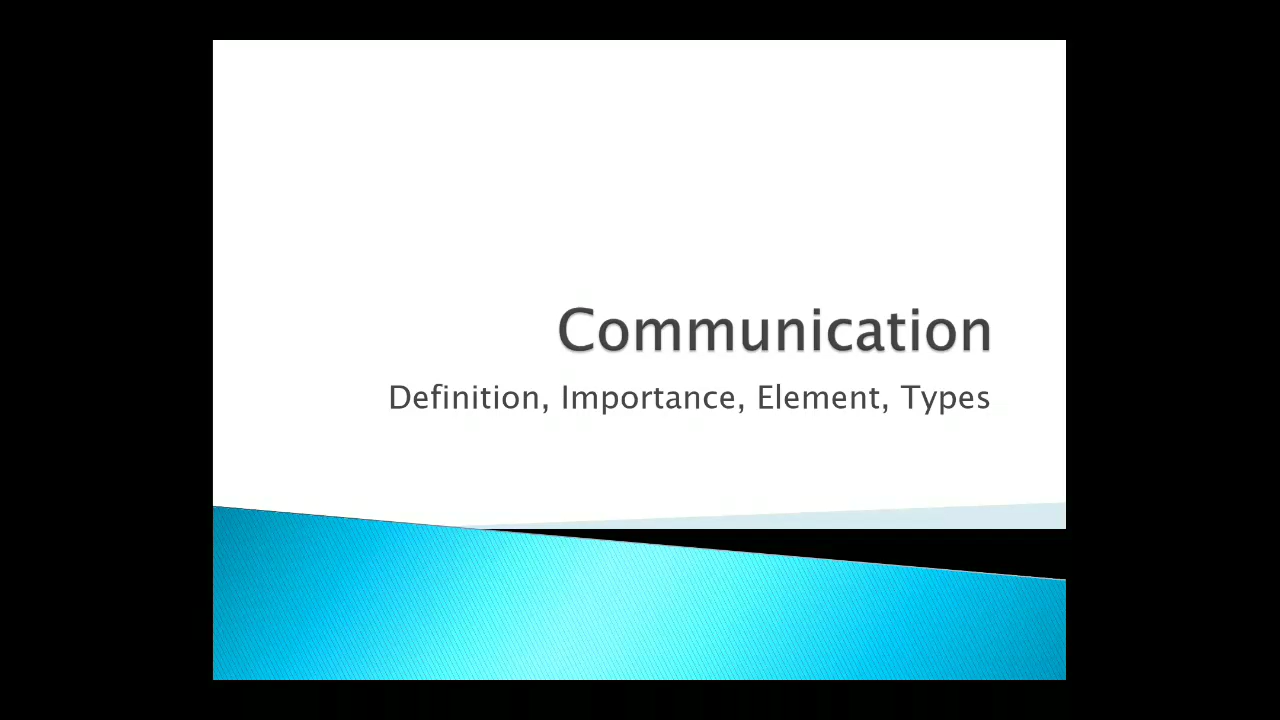 Communication
Definition, Importance, Element, Types